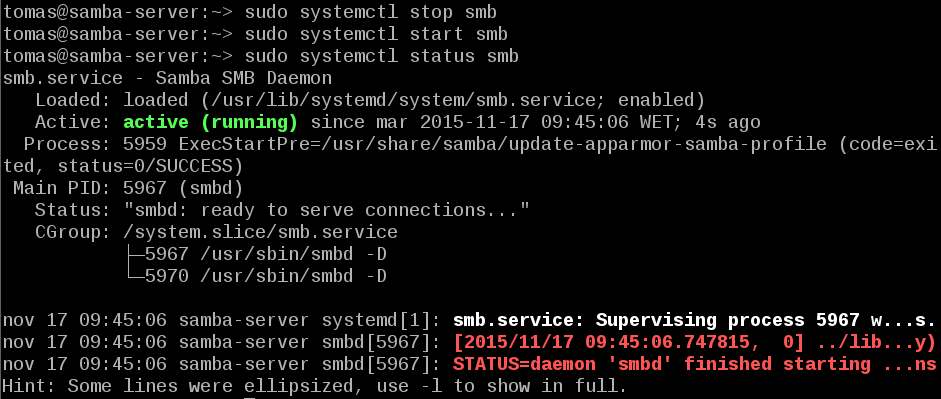 tomas@samba-server:~> sudo systemctl stop smb
tomas@samba-server:~> sudo systemctl start smb
tomas@samba-server:~> sudo systemctl status smb
smb.service - Samba SMB Daemon
   Loaded: loaded (/usr/lib/systemd/system/smb.service; enabled)
   Active: active (running) since mar 2015-11-17 09:45:06 WET; 4s ago
  Process: 5959 ExecStartPre=/usr/share/samba/update-apparmor-samba-profile (code=exi
ted, status=0/SUCCESS)
 Main PID: 5967 (smbd)
   Status: "smbd: ready to serve connections..."
   CGroup: /system.slice/smb.service
           ├─5967 /usr/sbin/smbd -D
           └─5970 /usr/sbin/smbd -D

nov 17 09:45:06 samba-server systemd[1]: smb.service: Supervising process 5967 w...s.
nov 17 09:45:06 samba-server smbd[5967]: [2015/11/17 09:45:06.747815,  0] ../lib...y)
nov 17 09:45:06 samba-server smbd[5967]: STATUS=daemon 'smbd' finished starting ...ns
Hint: Some lines were ellipsized, use -l to show in full.